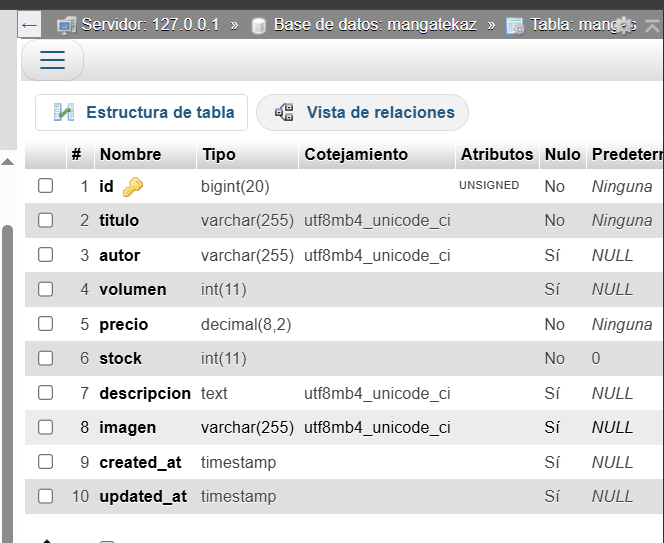 ← Servidor: 127.0.0.1 » Base de datos: mangatekaz » Tabla: mangas
Estructura de tabla Vista de relaciones
# Nombre Tipo Cotejamiento Atributos Nulo Predeterm
1 id bigint(20) UNSIGNED No Ninguna
2 titulo varchar(255) utf8mb4_unicode_ci No Ninguna
3 autor varchar(255) utf8mb4_unicode_ci Sí NULL
4 volumen int(11) Sí NULL
5 precio decimal(8,2) No Ninguna
6 stock int(11) No 0
7 descripcion text utf8mb4_unicode_ci Sí NULL
8 imagen varchar(255) utf8mb4_unicode_ci Sí NULL
9 created_at timestamp Sí NULL
10 updated_at timestamp Sí NULL